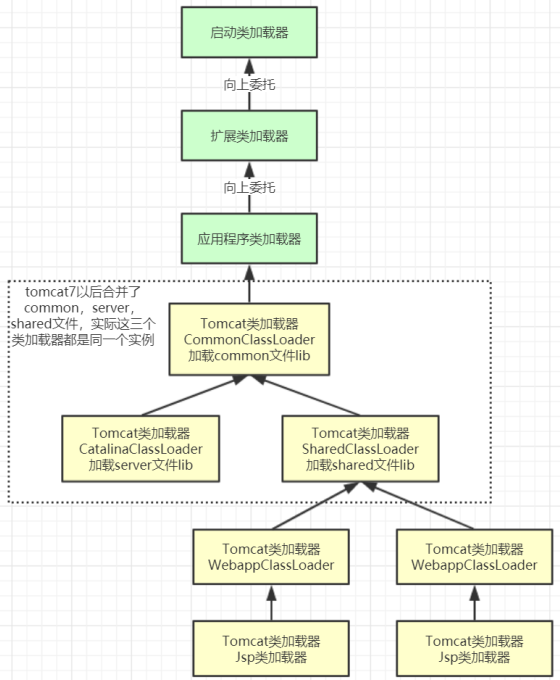 启动类加载器
向上委托
扩展类加载器
向上委托
应用程序类加载器
tomcat7以后合并了
common，server，
shared文件，实际这三个
类加载器都是同一个实例
Tomcat类加载器
CommonClassLoader
加载common文件lib
Tomcat类加载器
CatalinaClassLoader
加载server文件lib
Tomcat类加载器
SharedClassLoader
加载shared文件lib
Tomcat类加载器
WebappClassLoader
Tomcat类加载器
WebappClassLoader
Tomcat类加载器
Jsp类加载器
Tomcat类加载器
Jsp类加载器